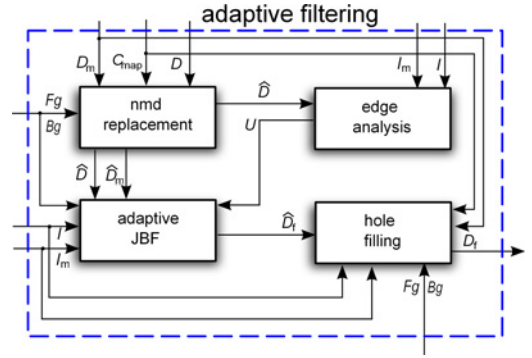 adaptive filtering
Dm Cmap D Im I
Fg
Bg
nmd
replacement
D̂
edge
analysis
U
D̂ D̂m
adaptive
JBF
I
Im
D̂f
hole
filling
Df
Fg Bg